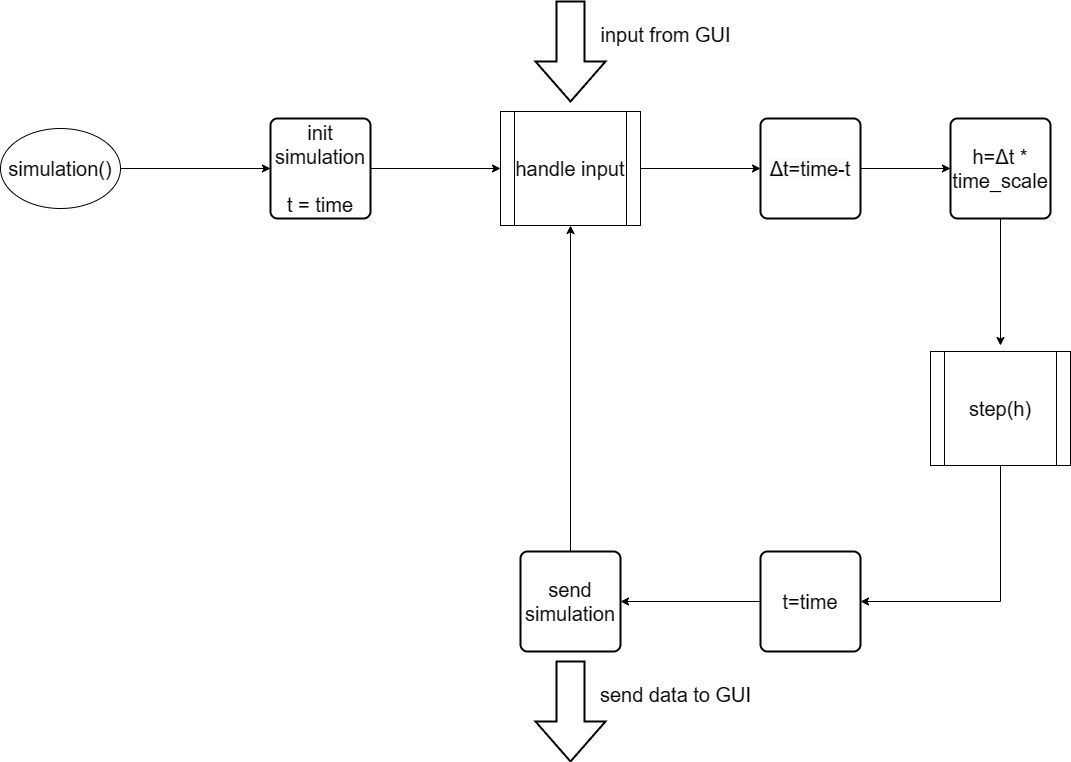 input from GUI
simulation()
init
simulation
t = time
handle input
Δt=time-t
h=Δt *
time_scale
step(h)
send
simulation
t=time
send data to GUI